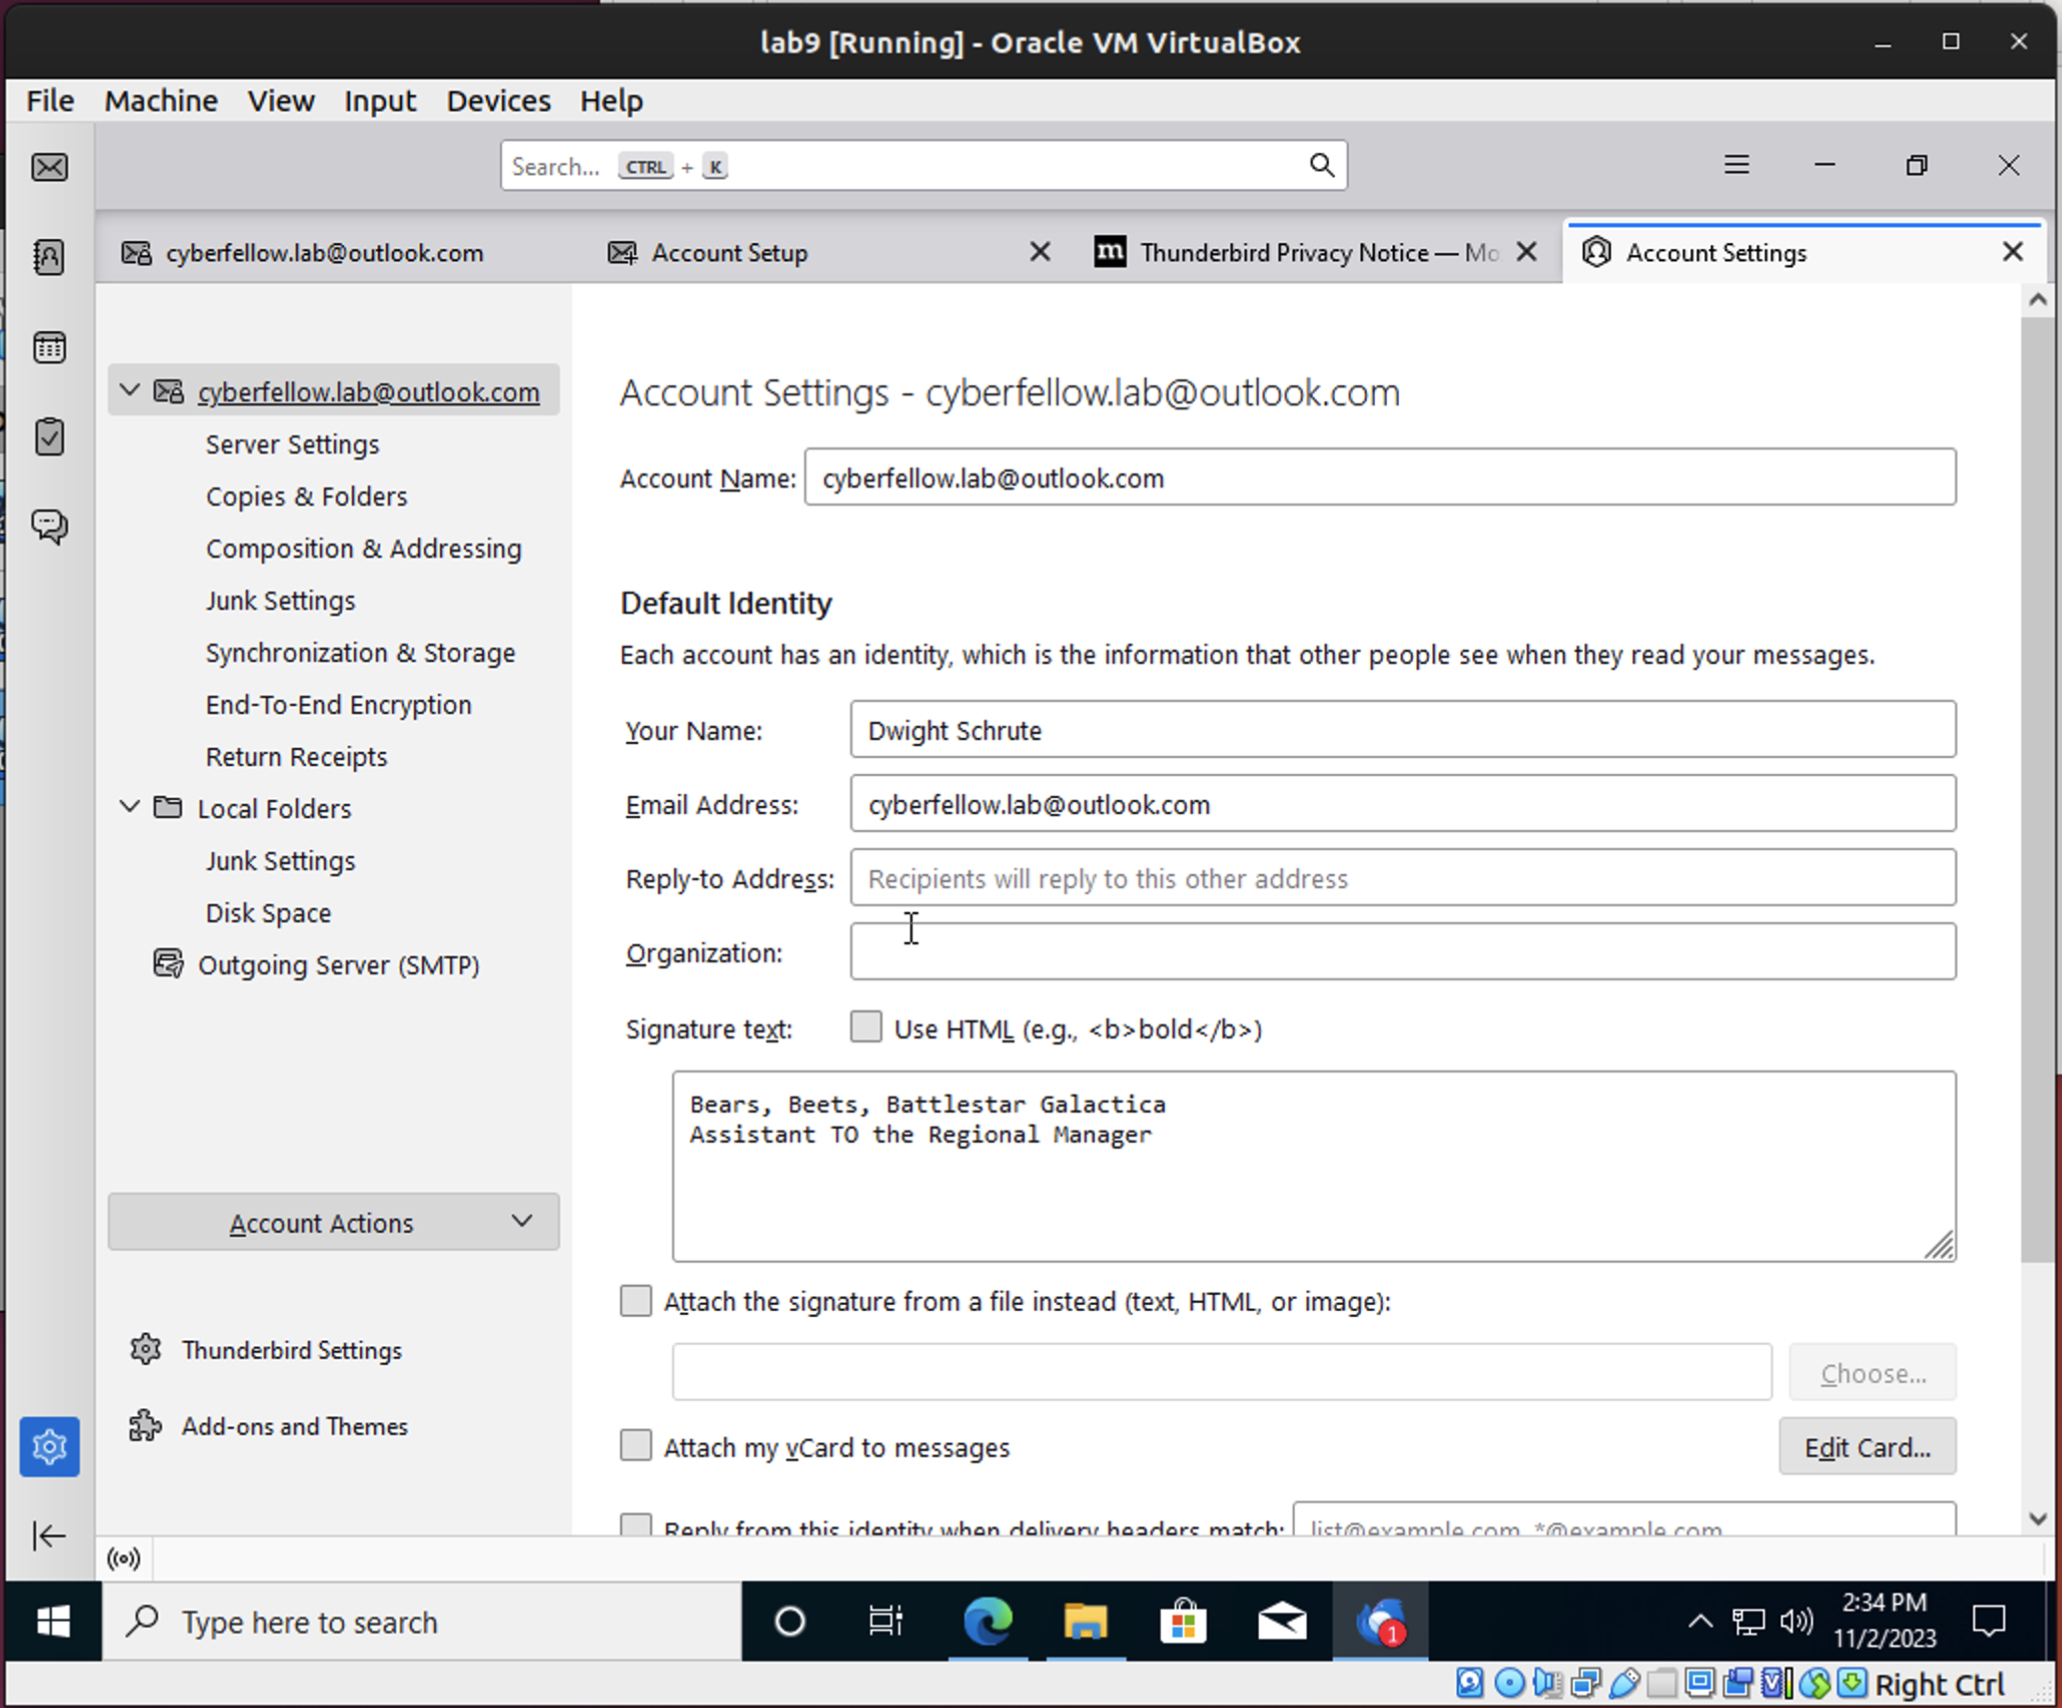 lab9 [Running] - Oracle VM VirtualBox
File Machine View Input Devices Help
Search... CTRL + K
cyberfellow.lab@outlook.com
Account Setup
Thunderbird Privacy Notice — Mo
Account Settings
cyberfellow.lab@outlook.com
Server Settings
Copies & Folders
Composition & Addressing
Junk Settings
Synchronization & Storage
End-To-End Encryption
Return Receipts
Local Folders
Junk Settings
Disk Space
Outgoing Server (SMTP)
Account Actions
Thunderbird Settings
Add-ons and Themes
Account Settings - cyberfellow.lab@outlook.com
Account Name: cyberfellow.lab@outlook.com
Default Identity
Each account has an identity, which is the information that other people see when they read your messages.
Your Name: Dwight Schrute
Email Address: cyberfellow.lab@outlook.com
Reply-to Address: Recipients will reply to this other address
Organization:
Signature text: Use HTML (e.g., <b>bold</b>)
Bears, Beets, Battlestar Galactica
Assistant TO the Regional Manager
Attach the signature from a file instead (text, HTML, or image):
Choose...
Attach my vCard to messages
Edit Card...
Reply from this identity when delivery headers match: list@example.com, *@example.com
Type here to search
1
2:34 PM
11/2/2023
Right Ctrl